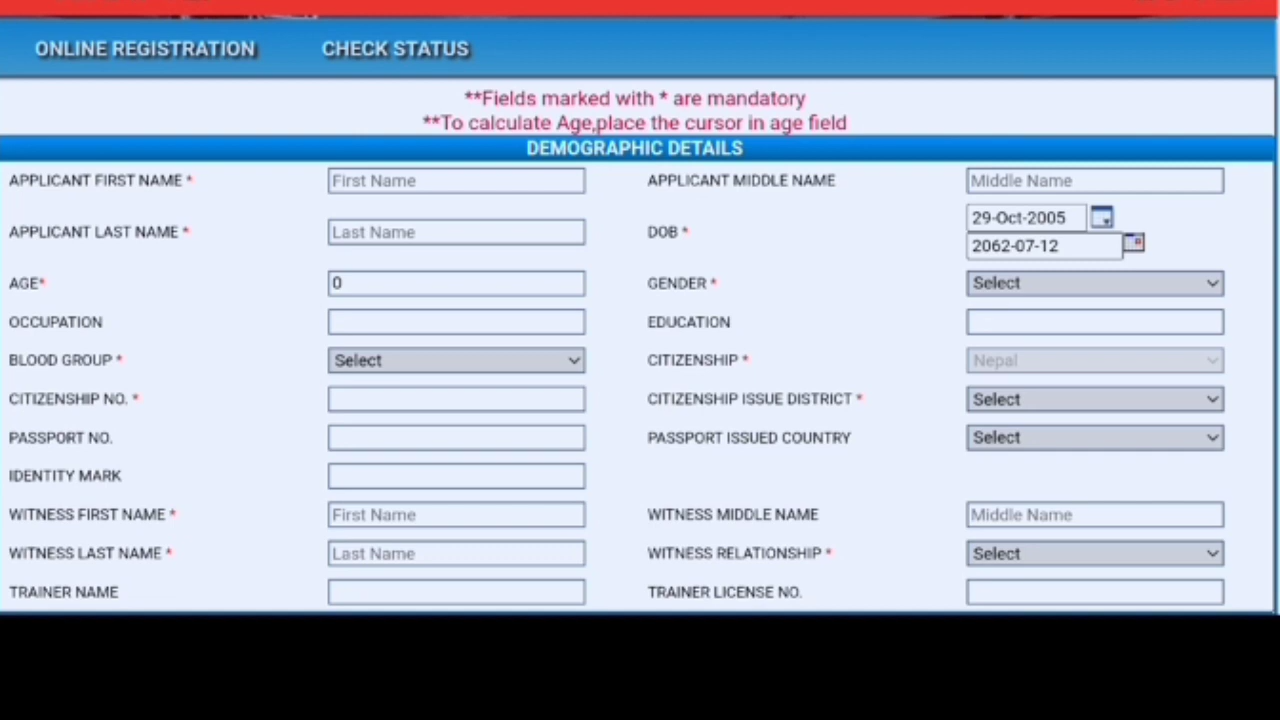 ONLINE REGISTRATION CHECK STATUS
**Fields marked with * are mandatory
**To calculate Age,place the cursor in age field
DEMOGRAPHIC DETAILS
APPLICANT FIRST NAME * First Name APPLICANT MIDDLE NAME Middle Name
APPLICANT LAST NAME * Last Name DOB * 29-Oct-2005
2062-07-12
AGE* 0 GENDER * Select
OCCUPATION EDUCATION
BLOOD GROUP * Select CITIZENSHIP * Nepal
CITIZENSHIP NO. * CITIZENSHIP ISSUE DISTRICT * Select
PASSPORT NO. PASSPORT ISSUED COUNTRY Select
IDENTITY MARK
WITNESS FIRST NAME * First Name WITNESS MIDDLE NAME Middle Name
WITNESS LAST NAME * Last Name WITNESS RELATIONSHIP * Select
TRAINER NAME TRAINER LICENSE NO.